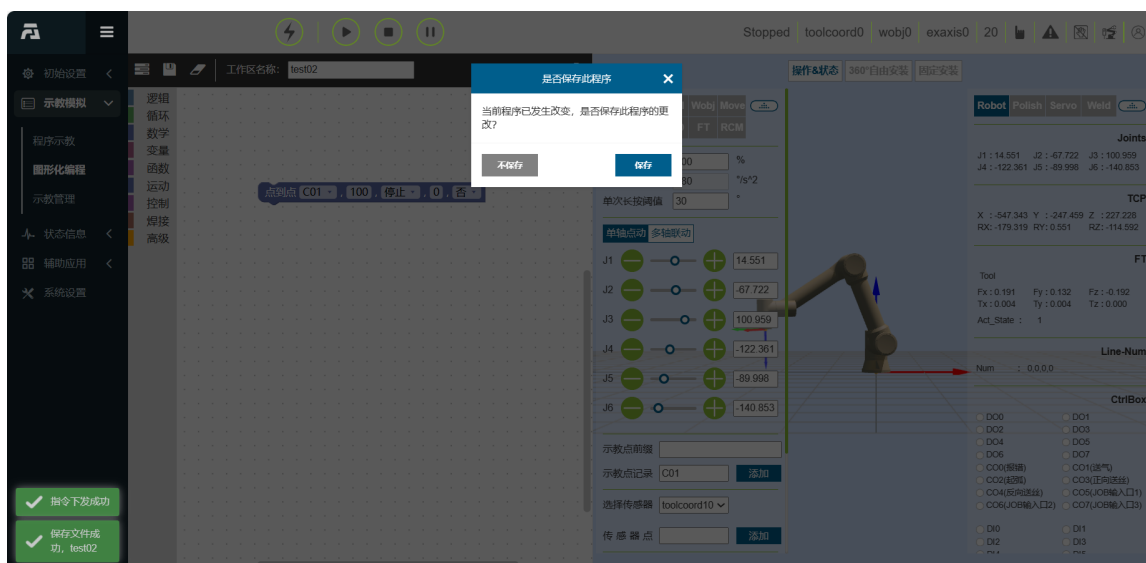 Stopped toolcoord0 wobj0 exaxis0 20
初始设置
示教模拟
程序示教
图形化编程
示教管理
状态信息
辅助应用
系统设置
指令下发成功
保存文件成
功, test02
工作区名称: test02
逻辑
循环
数学
变量
函数
运动
控制
焊接
高级
点到点 C01 , 100 , 停止 , 0 , 否
是否保存此程序
当前程序已发生改变，是否保存此程序的更
改?
不保存
保存
Wobj Move
FT RCM
%
°/s^2
单次长按阈值 30 °
单轴点动 多轴联动
J1 14.551
J2 -67.722
J3 100.959
J4 -122.361
J5 -89.998
J6 -140.853
示教点前缀
示教点记录 C01 添加
选择传感器 toolcoord10
传感器点 添加
操作&状态 360°自由安装 固定安装
Robot Polish Servo Weld
Joints
J1 : 14.551 J2 : -67.722 J3 : 100.959
J4 : -122.361 J5 : -89.998 J6 : -140.853
TCP
X : -547.343 Y : -247.459 Z : 227.228
RX: -179.319 RY: 0.551 RZ: -114.592
FT
Tool
Fx : 0.191 Fy : 0.132 Fz : -0.192
Tx : 0.004 Ty : 0.004 Tz : 0.000
Act_State : 1
Line-Num
Num : 0,0,0,0
CtrlBox
DO0 DO1
DO2 DO3
DO4 DO5
DO6 DO7
CO0(报错) CO1(送气)
CO2(起弧) CO3(正向送丝)
CO4(反向送丝) CO5(JOB输入口1)
CO6(JOB输入口2) CO7(JOB输入口3)
DI0 DI1
DI2 DI3